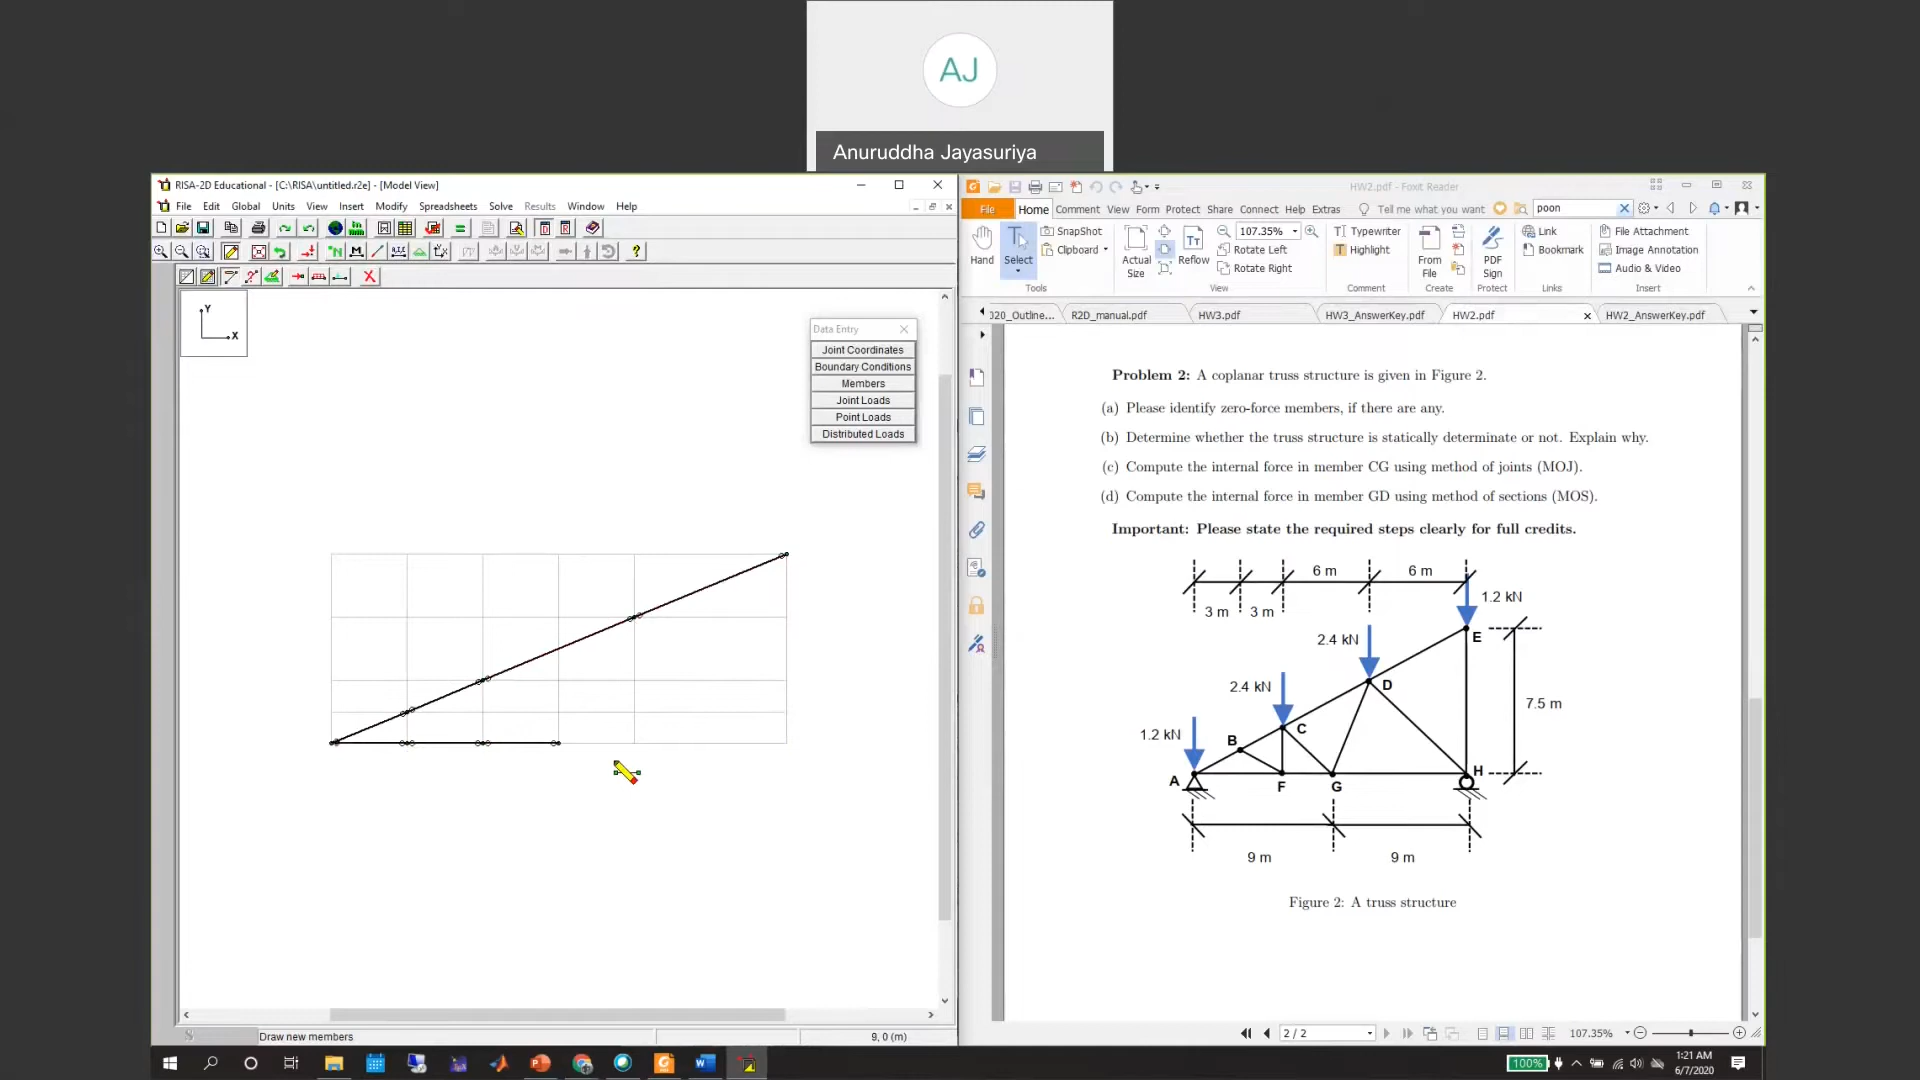 AJ
Anuruddha Jayasuriya
RISA-2D Educational - [C:\RISA\untitled.r2e] - [Model View]
File Edit Global Units View Insert Modify Spreadsheets Solve Results Window Help
Y
X
Data Entry
Joint Coordinates
Boundary Conditions
Members
Joint Loads
Point Loads
Distributed Loads
Draw new members
9, 0 (m)
HW2.pdf - Foxit Reader
File Home Comment View Form Protect Share Connect Help Extras Tell me what you want poon
Hand
Select
SnapShot
Clipboard
Tools
Actual Size
Reflow
107.35%
Rotate Left
Rotate Right
View
Typewriter
Highlight
Comment
From File
Create
PDF Sign
Protect
Link
Bookmark
Links
File Attachment
Image Annotation
Audio & Video
Insert
020_Outline... R2D_manual.pdf HW3.pdf HW3_AnswerKey.pdf HW2.pdf HW2_AnswerKey.pdf
Problem 2: A coplanar truss structure is given in Figure 2.
(a) Please identify zero-force members, if there are any.
(b) Determine whether the truss structure is statically determinate or not. Explain why.
(c) Compute the internal force in member CG using method of joints (MOJ).
(d) Compute the internal force in member GD using method of sections (MOS).
Important: Please state the required steps clearly for full credits.
6 m 6 m
3 m 3 m
1.2 kN
E
2.4 kN
D
2.4 kN
7.5 m
C
1.2 kN
B
A
F
G
H
9 m 9 m
Figure 2: A truss structure
2 / 2
107.35%
100%
1:21 AM
6/7/2020